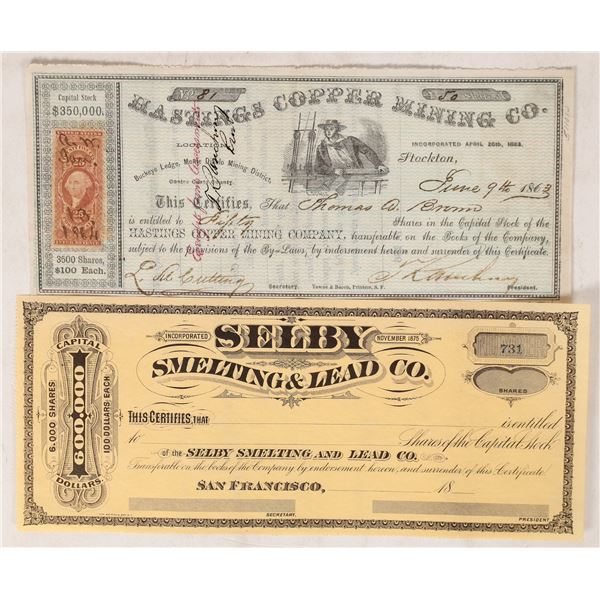 No 81
50 Shares
HASTINGS COPPER MINING CO.
Capital Stock
$350,000.
LOCATION
Buckeye Ledge, Mining District,
INCORPORATED APRIL 25th, 1863.
Stockton,
June 9th 1863
This Certifies, That Thomas A. Brown
is entitled to Fifty Shares in the Capital Stock of the
HASTINGS COPPER MINING COMPANY, transferable on the Books of the Company,
subject to the provisions of the By-Laws, by endorsement hereon and surrender of this Certificate.
3500 Shares,
$100 Each.
Secretary.
Towne & Bacon, Printers, S. F.
President.
INCORPORATED
SELBY
NOVEMBER 1875
SMELTING & LEAD CO.
731
SHARES
CAPITAL
600,000
DOLLARS
6,000 SHARES
100 DOLLARS EACH
THIS CERTIFIES, THAT
is entitled
to Shares of the Capital Stock
of the SELBY SMELTING AND LEAD CO.
Transferable on the books of the Company by endorsement hereon, and surrender of this Certificate
SAN FRANCISCO, 18
SECRETARY.
PRESIDENT